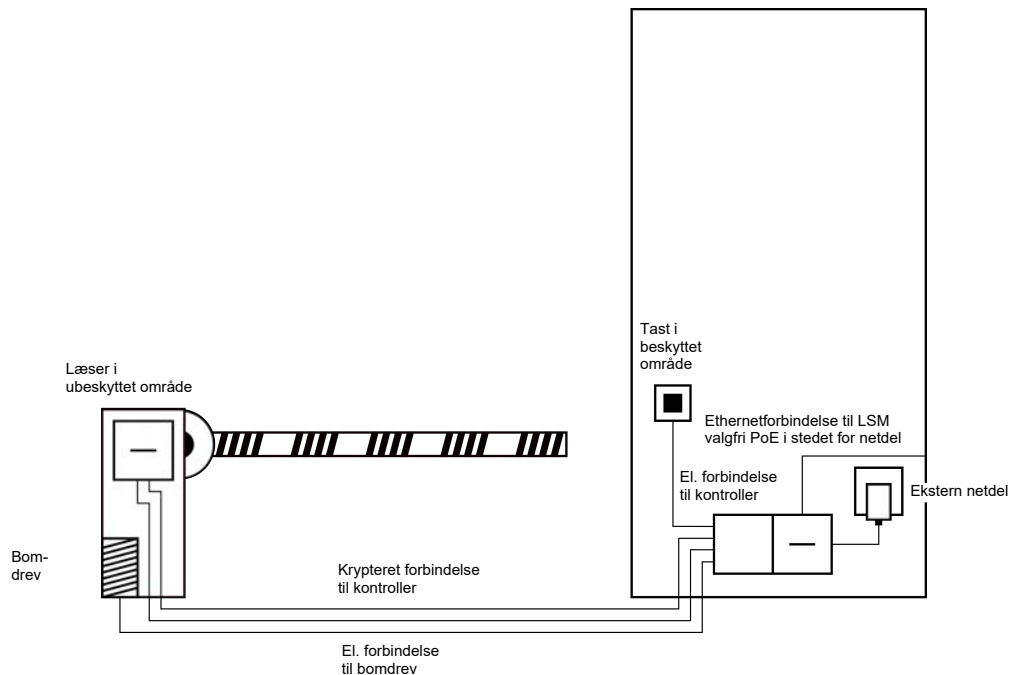 Tast i
beskyttet
område
Læser i
ubeskyttet område
Ethernetforbindelse til LSM
valgfri PoE i stedet for netdel
El. forbindelse
til kontroller
Ekstern netdel
Bom-
drev
Krypteret forbindelse
til kontroller
El. forbindelse
til bomdrev